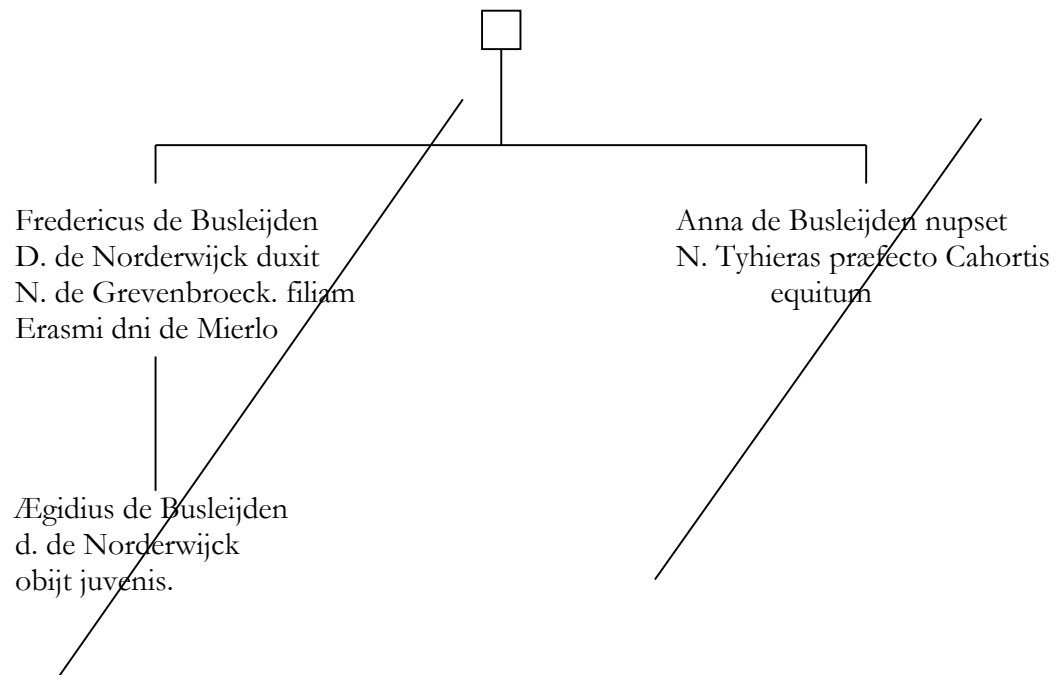 Fredericus de Busleijden
D. de Norderwijck duxit
N. de Grevenbroeck. filiam
Erasmi dni de Mierlo
Anna de Busleijden nupset
N. Tyhieras præfecto Cahortis
equitum
Ægidius de Busleijden
d. de Norderwijck
obijt juvenis.